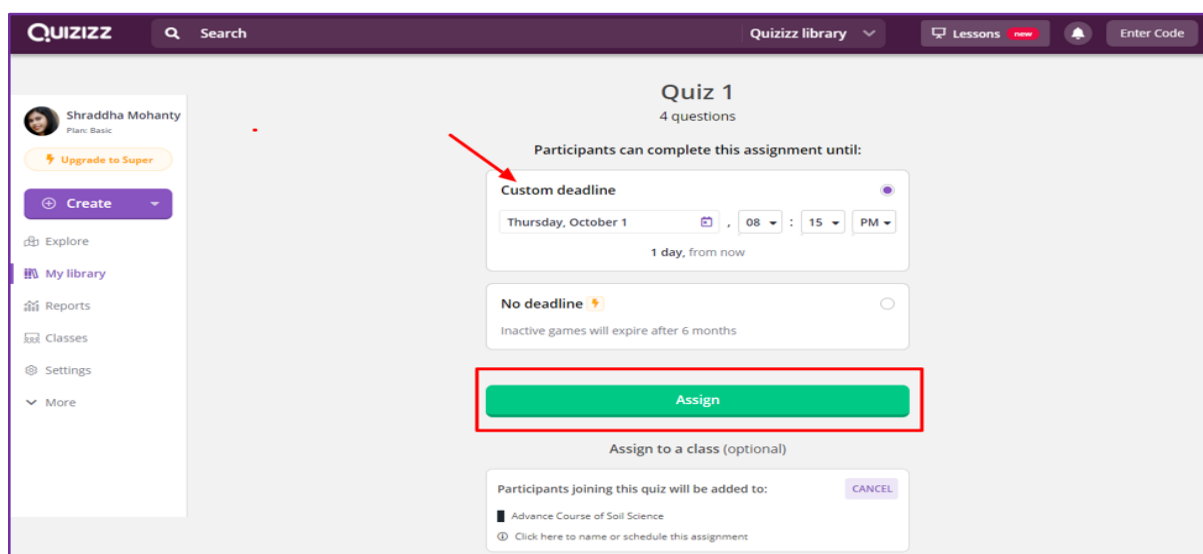 QUIZIZZ
Search
Quizizz library
Lessons new
Enter Code
Shraddha Mohanty
Plan: Basic
Upgrade to Super
Create
Explore
My library
Reports
Classes
Settings
More
Quiz 1
4 questions
Participants can complete this assignment until:
Custom deadline
Thursday, October 1 , 08 : 15 PM
1 day, from now
No deadline
Inactive games will expire after 6 months
Assign
Assign to a class (optional)
Participants joining this quiz will be added to: CANCEL
Advance Course of Soil Science
Click here to name or schedule this assignment